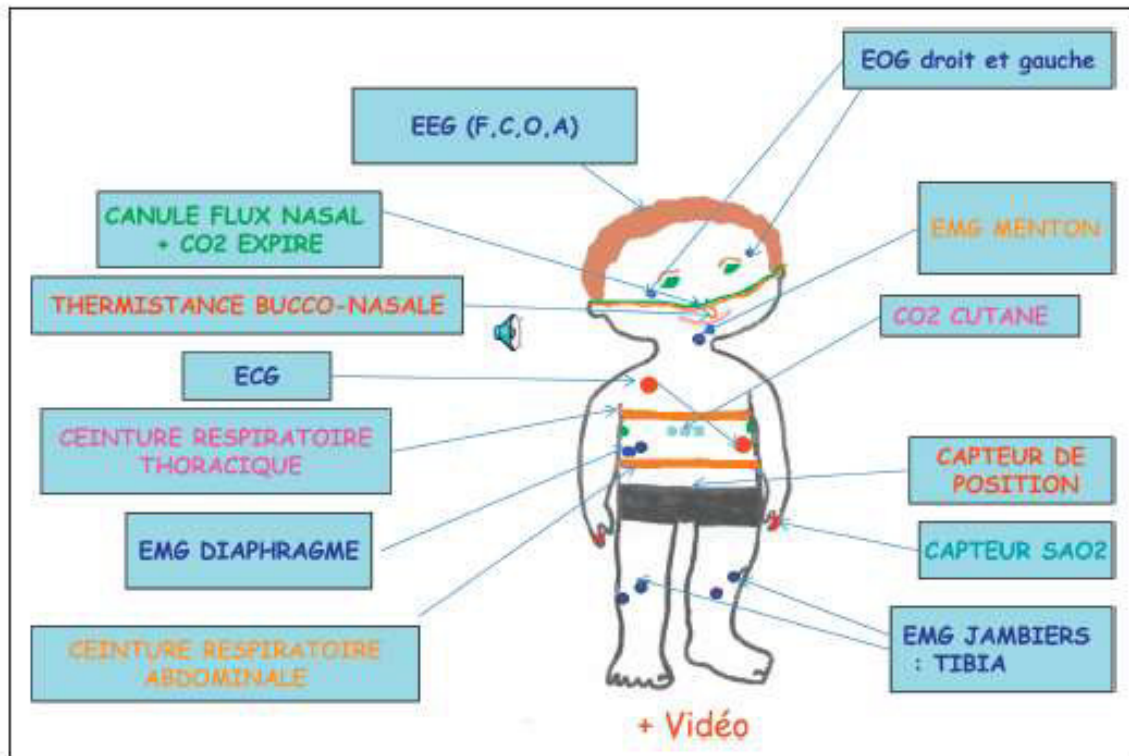 EOG droit et gauche
EEG (F,C,O,A)
CANULE FLUX NASAL
+ CO2 EXPIRE
EMG MENTON
THERMISTANCE BUCCO-NASALE
CO2 CUTANE
ECG
CEINTURE RESPIRATOIRE
THORACIQUE
CAPTEUR DE
POSITION
EMG DIAPHRAGME
CAPTEUR SAO2
EMG JAMBIERS
: TIBIA
CEINTURE RESPIRATOIRE
ABDOMINALE
+ Vidéo